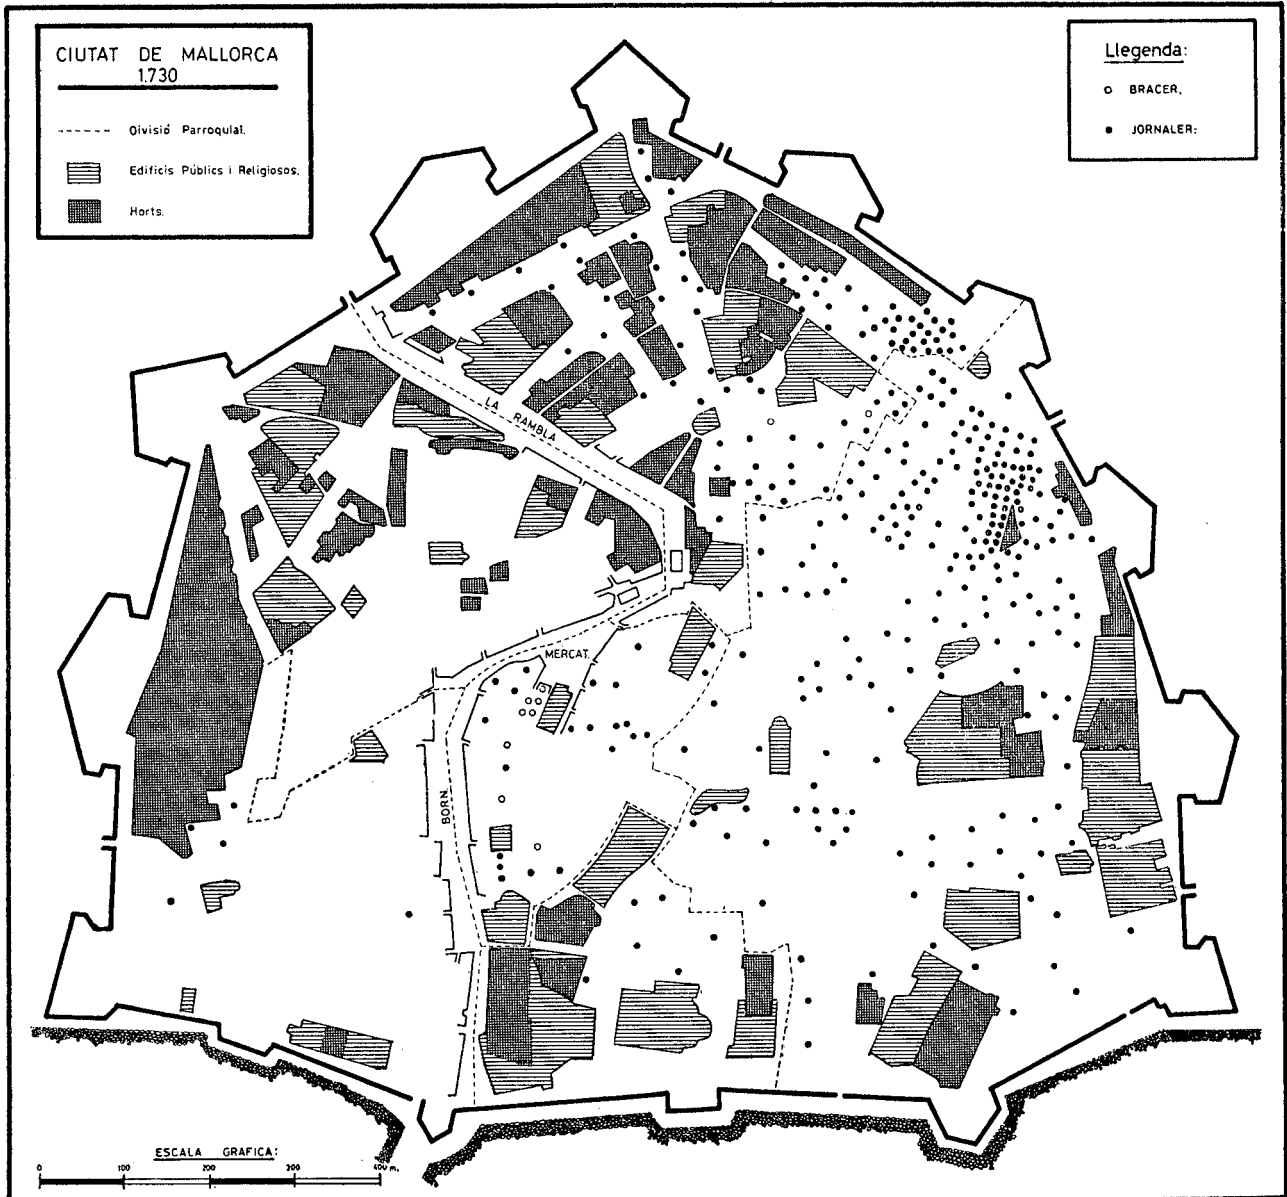 CIUTAT DE MALLORCA
1.730
Divisió Parroquial.
Edificis Públics i Religiosos.
Horts.
Llegenda:
BRACER.
JORNALER:
LA RAMBLA
MERCAT.
BORN.
ESCALA GRAFICA:
0 100 200 300 400 m.